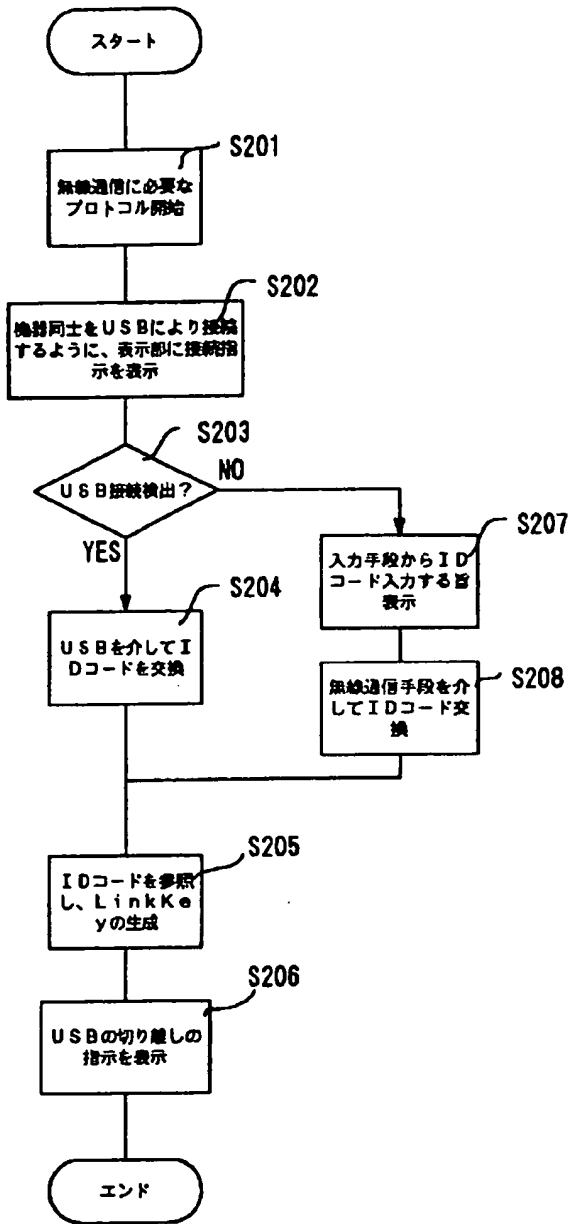 スタート
S201
無線通信に必要な
プロトコル開始
S202
機器同士をUSBにより接続
するように、表示部に接続指
示を表示
S203
USB接続検出?
NO
YES
S204
USBを介してI
Dコードを交換
S207
入力手段からID
コード入力する旨
表示
S208
無線通信手段を介
してIDコード交
換
S205
IDコードを参照
し、LinkKe
yの生成
S206
USBの切り離しの
指示を表示
エンド